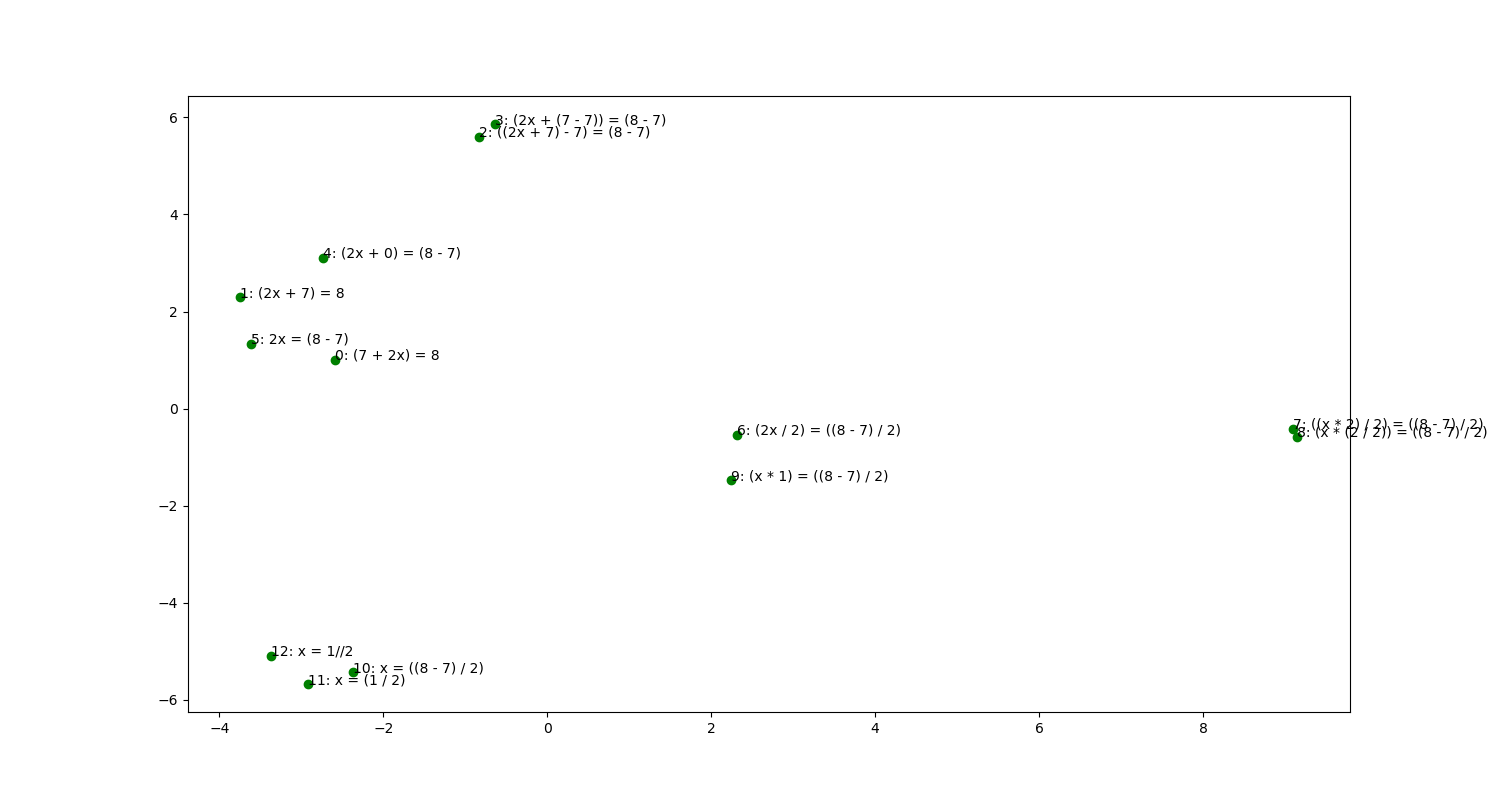 6
3: (2x + (7 - 7)) = (8 - 7)
2: ((2x + 7) - 7) = (8 - 7)
4
4: (2x + 0) = (8 - 7)
1: (2x + 7) = 8
2
5: 2x = (8 - 7)
0: (7 + 2x) = 8
0
7: ((x * 2) / 2) = ((8 - 7) / 2)
6: (2x / 2) = ((8 - 7) / 2)
8: (x * (2 / 2)) = ((8 - 7) / 2)
9: (x * 1) = ((8 - 7) / 2)
−2
−4
12: x = 1//2
10: x = ((8 - 7) / 2)
11: x = (1 / 2)
−6
−4 −2 0 2 4 6 8